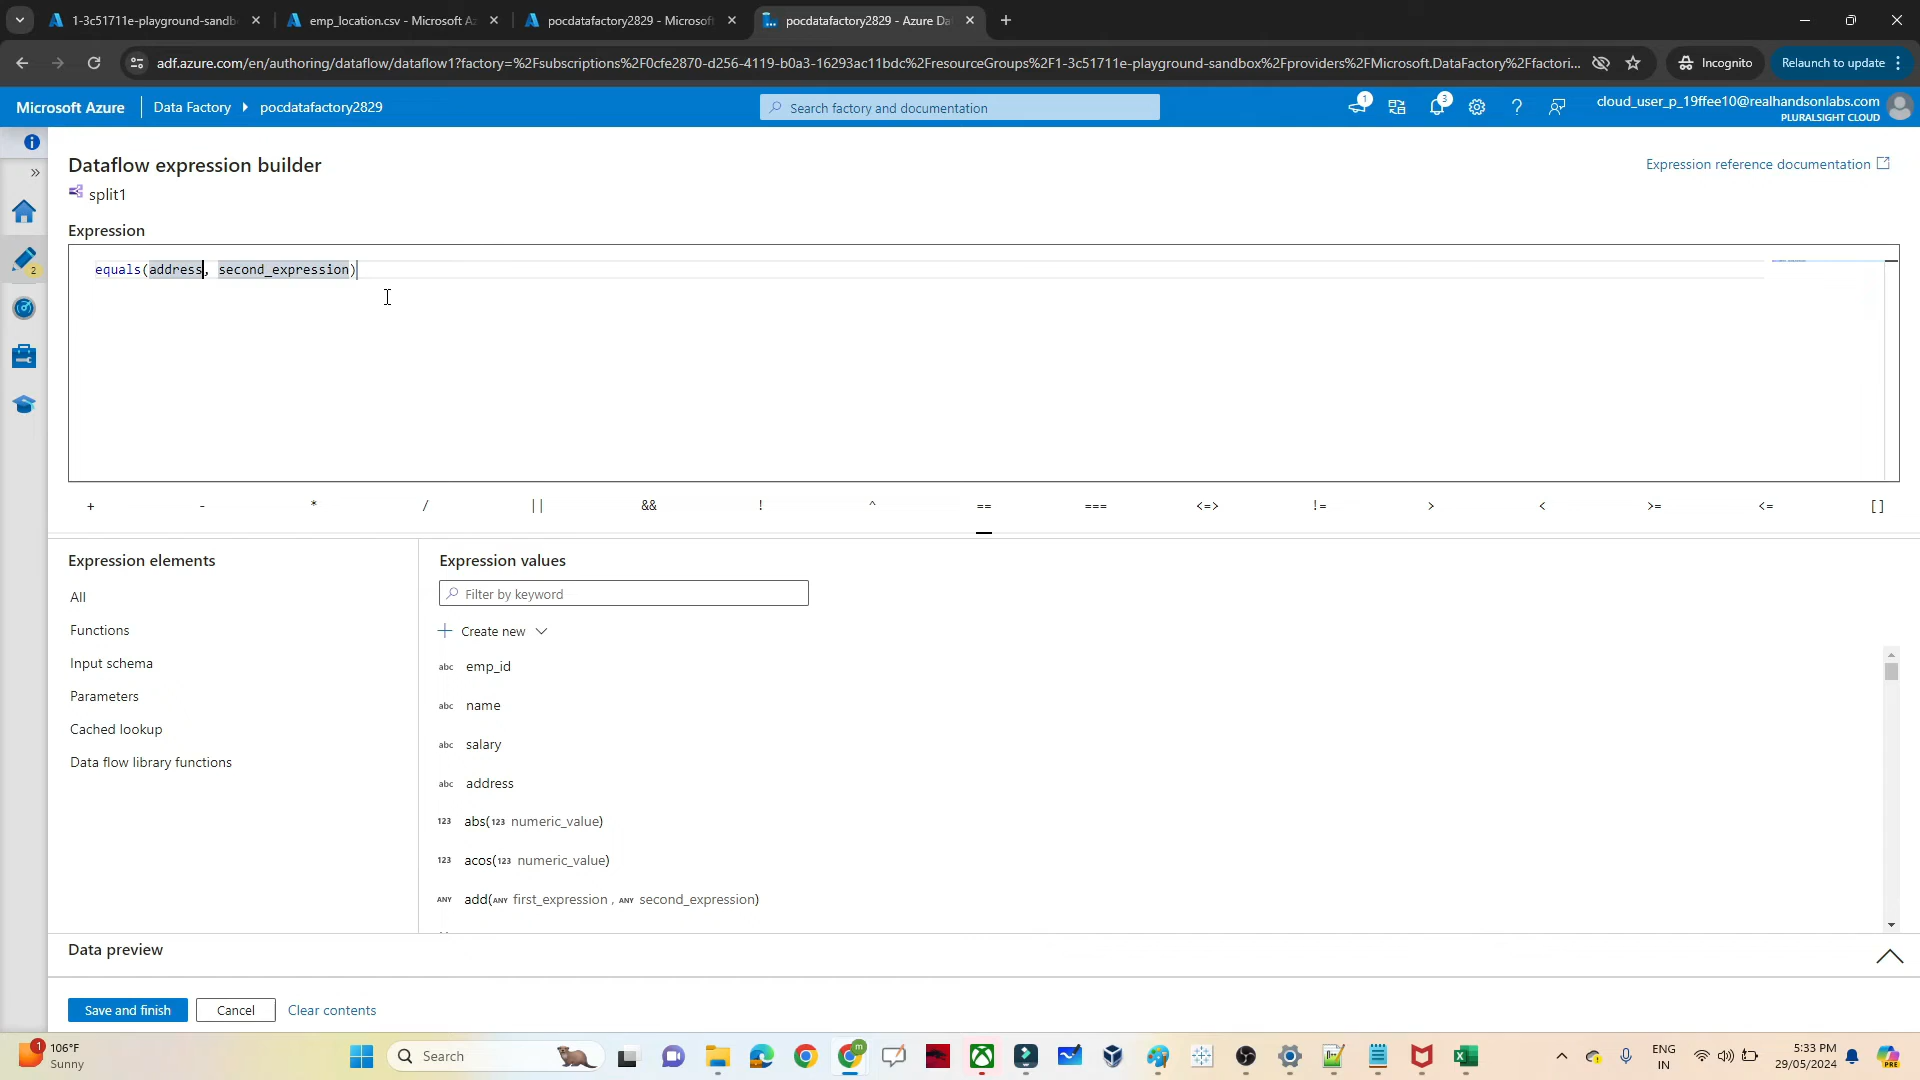 1-3c51711e-playground-sandb
emp_location.csv - Microsoft Az
pocdatafactory2829 - Microsoft
pocdatafactory2829 - Azure Da
adf.azure.com/en/authoring/dataflow/dataflow1?factory=%2Fsubscriptions%2F0cfe2870-d256-4119-b0a3-16293ac11bdc%2FresourceGroups%2F1-3c51711e-playground-sandbox%2Fproviders%2FMicrosoft.DataFactory%2Ffactori...
Incognito
Relaunch to update
Microsoft Azure
Data Factory
pocdatafactory2829
Search factory and documentation
1
3
cloud_user_p_19ffee10@realhandsonlabs.com
PLURALSIGHT CLOUD
Dataflow expression builder
Expression reference documentation
split1
Expression
2
equals(address, second_expression)
+ - * / || && ! ^ == === <=> != > < >= <= []
Expression elements
All
Functions
Input schema
Parameters
Cached lookup
Data flow library functions
Expression values
Filter by keyword
Create new
abc emp_id
abc name
abc salary
abc address
123 abs(123 numeric_value)
123 acos(123 numeric_value)
ANY add(ANY first_expression , ANY second_expression)
Data preview
Save and finish
Cancel
Clear contents
1
106°F
Sunny
Search
m
ENG
IN
5:33 PM
29/05/2024
PRE